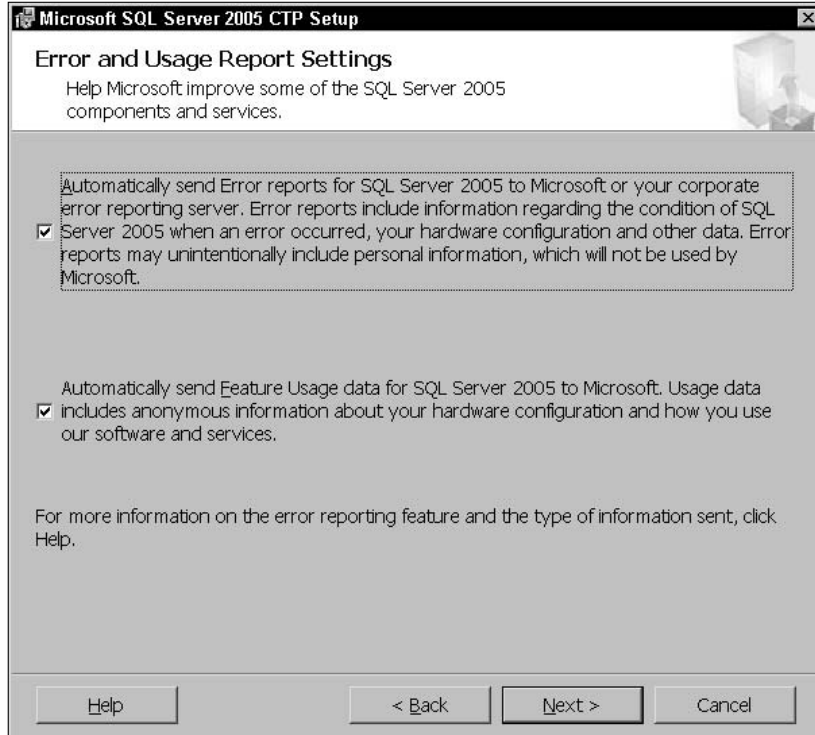 Microsoft SQL Server 2005 CTP Setup
Error and Usage Report Settings
Help Microsoft improve some of the SQL Server 2005
components and services.
Automatically send Error reports for SQL Server 2005 to Microsoft or your corporate
error reporting server. Error reports include information regarding the condition of SQL
Server 2005 when an error occurred, your hardware configuration and other data. Error
reports may unintentionally include personal information, which will not be used by
Microsoft.
Automatically send Feature Usage data for SQL Server 2005 to Microsoft. Usage data
includes anonymous information about your hardware configuration and how you use
our software and services.
For more information on the error reporting feature and the type of information sent, click
Help.
Help
< Back
Next >
Cancel